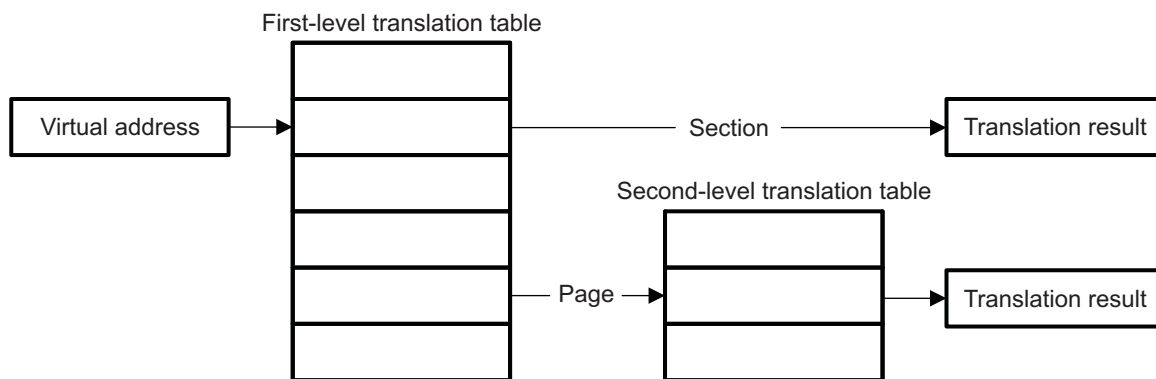 First-level translation table
Virtual address
Section
Translation result
Second-level translation table
Page
Translation result